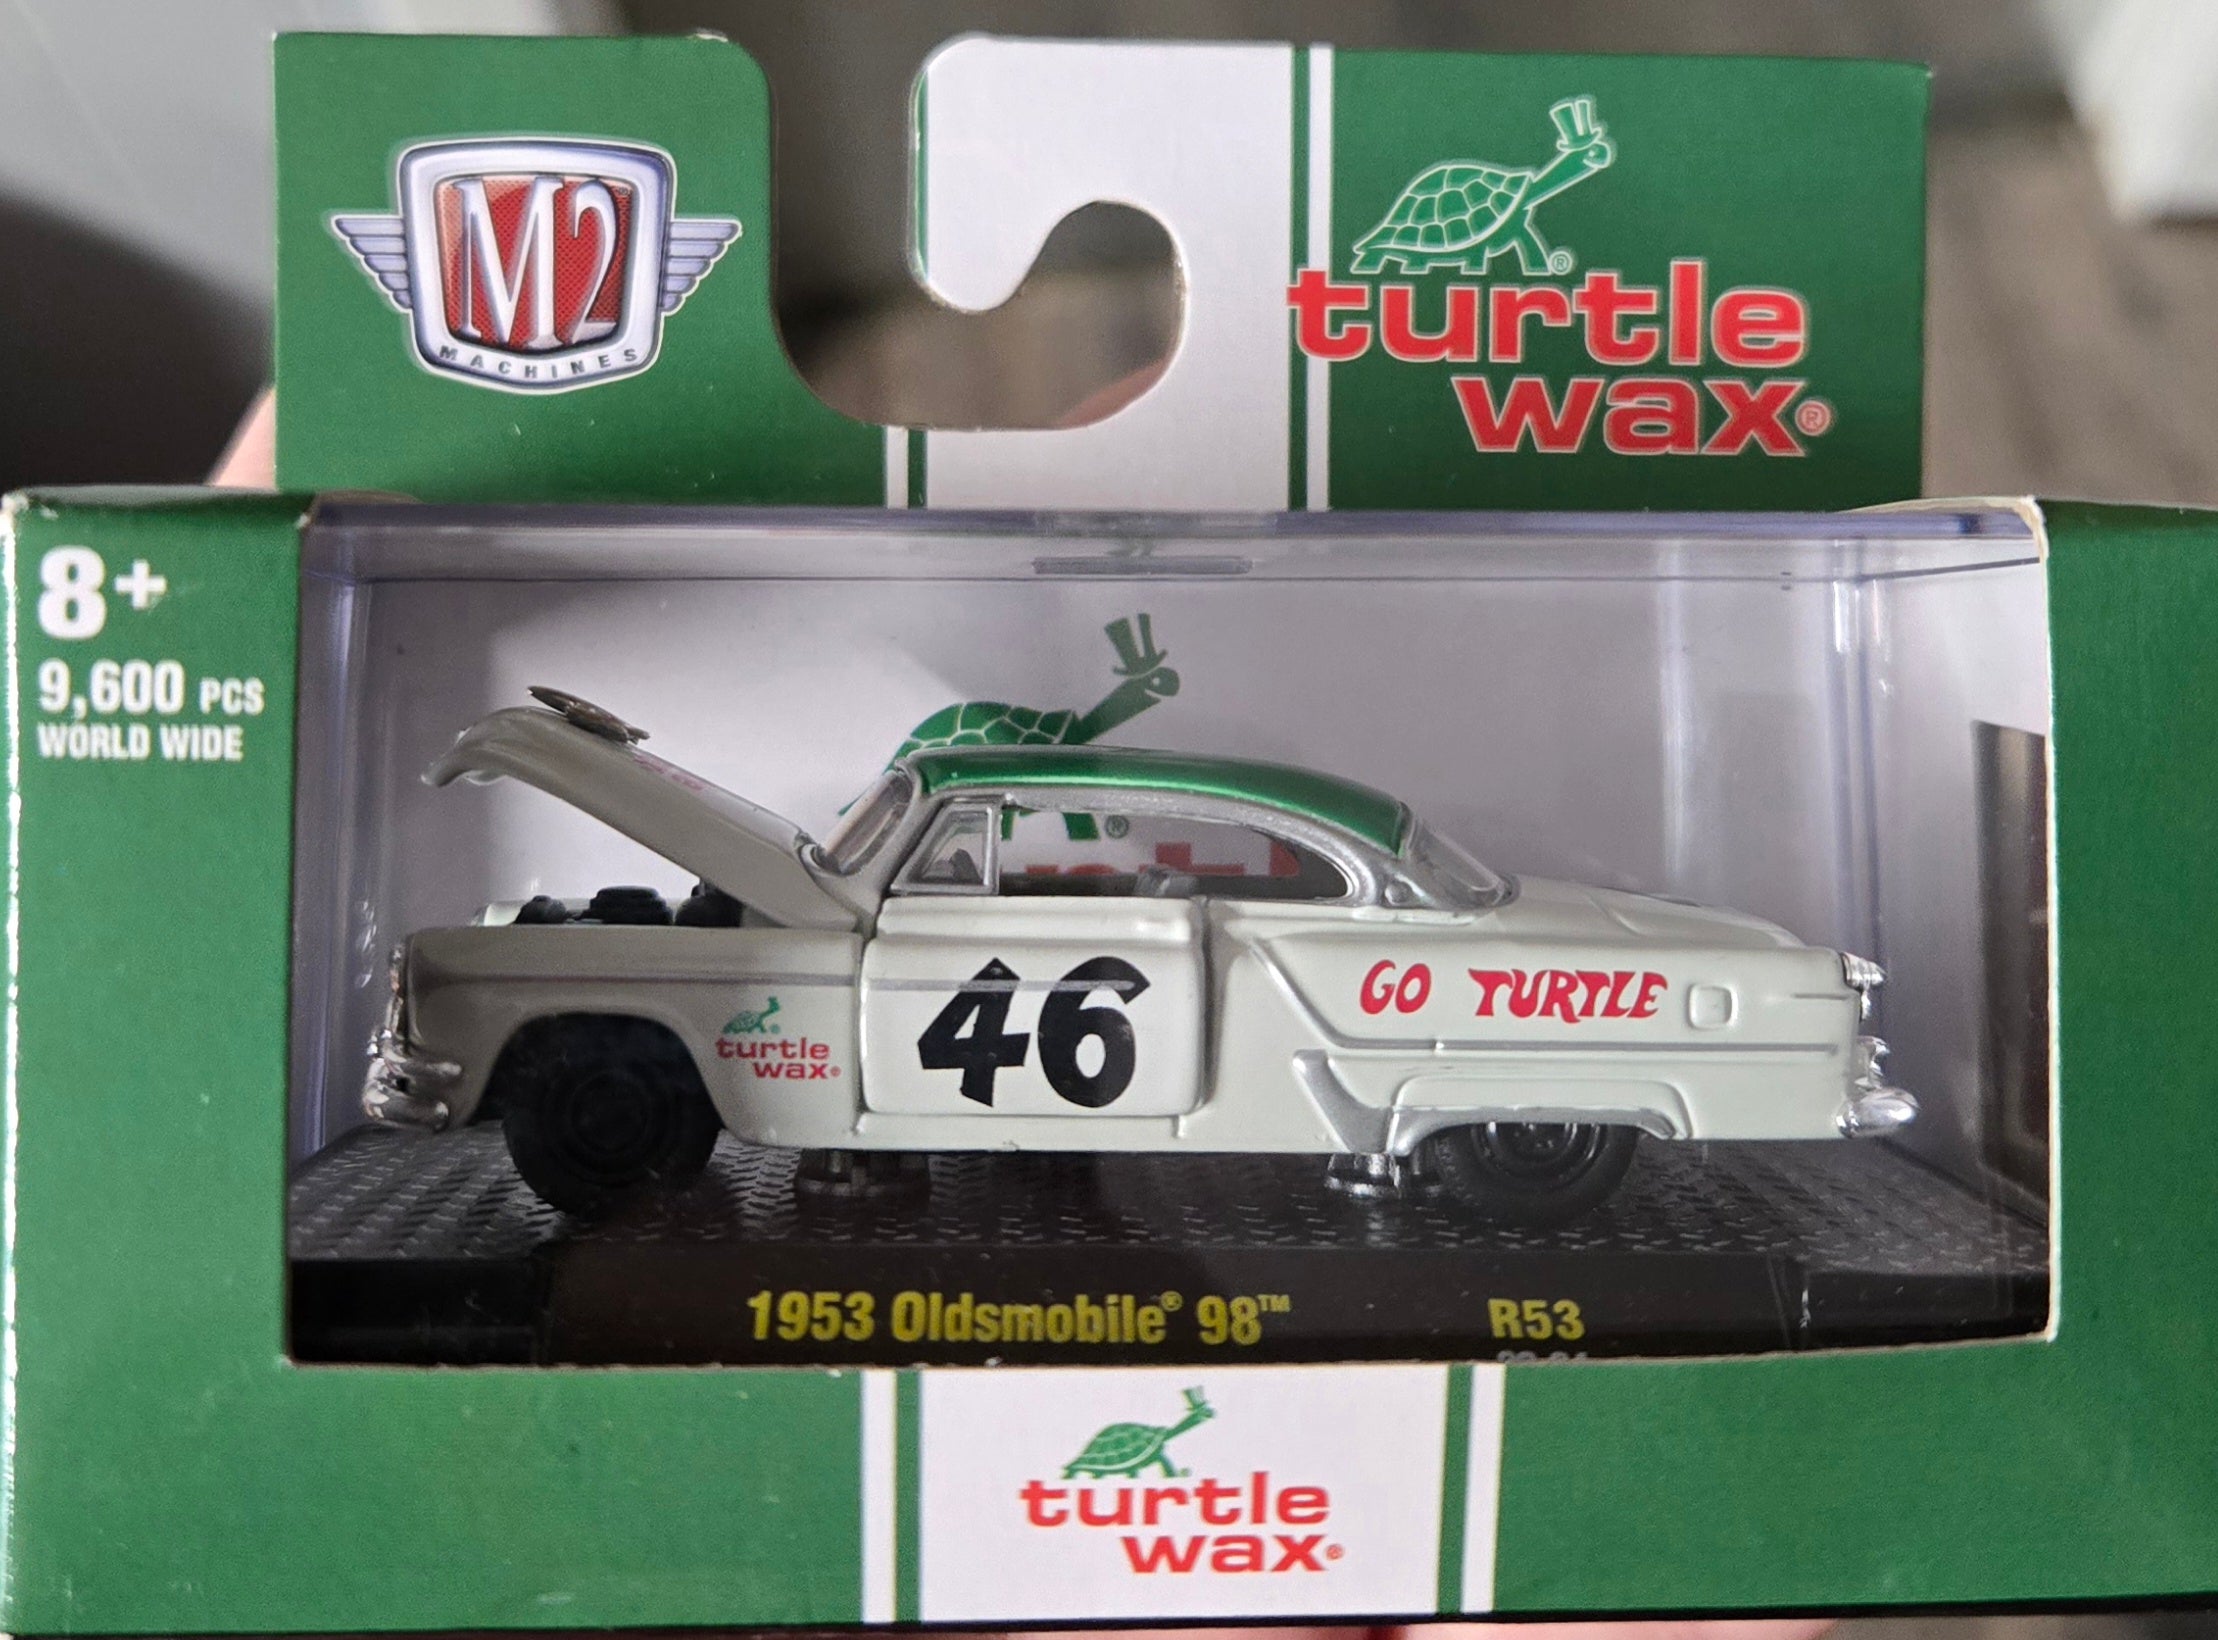 M2
MACHINES
turtle
wax®
8+
9,600 PCS
WORLD WIDE
turtle
wax®
46
GO TURTLE
1953 Oldsmobile® 98™ R53
turtle
wax®